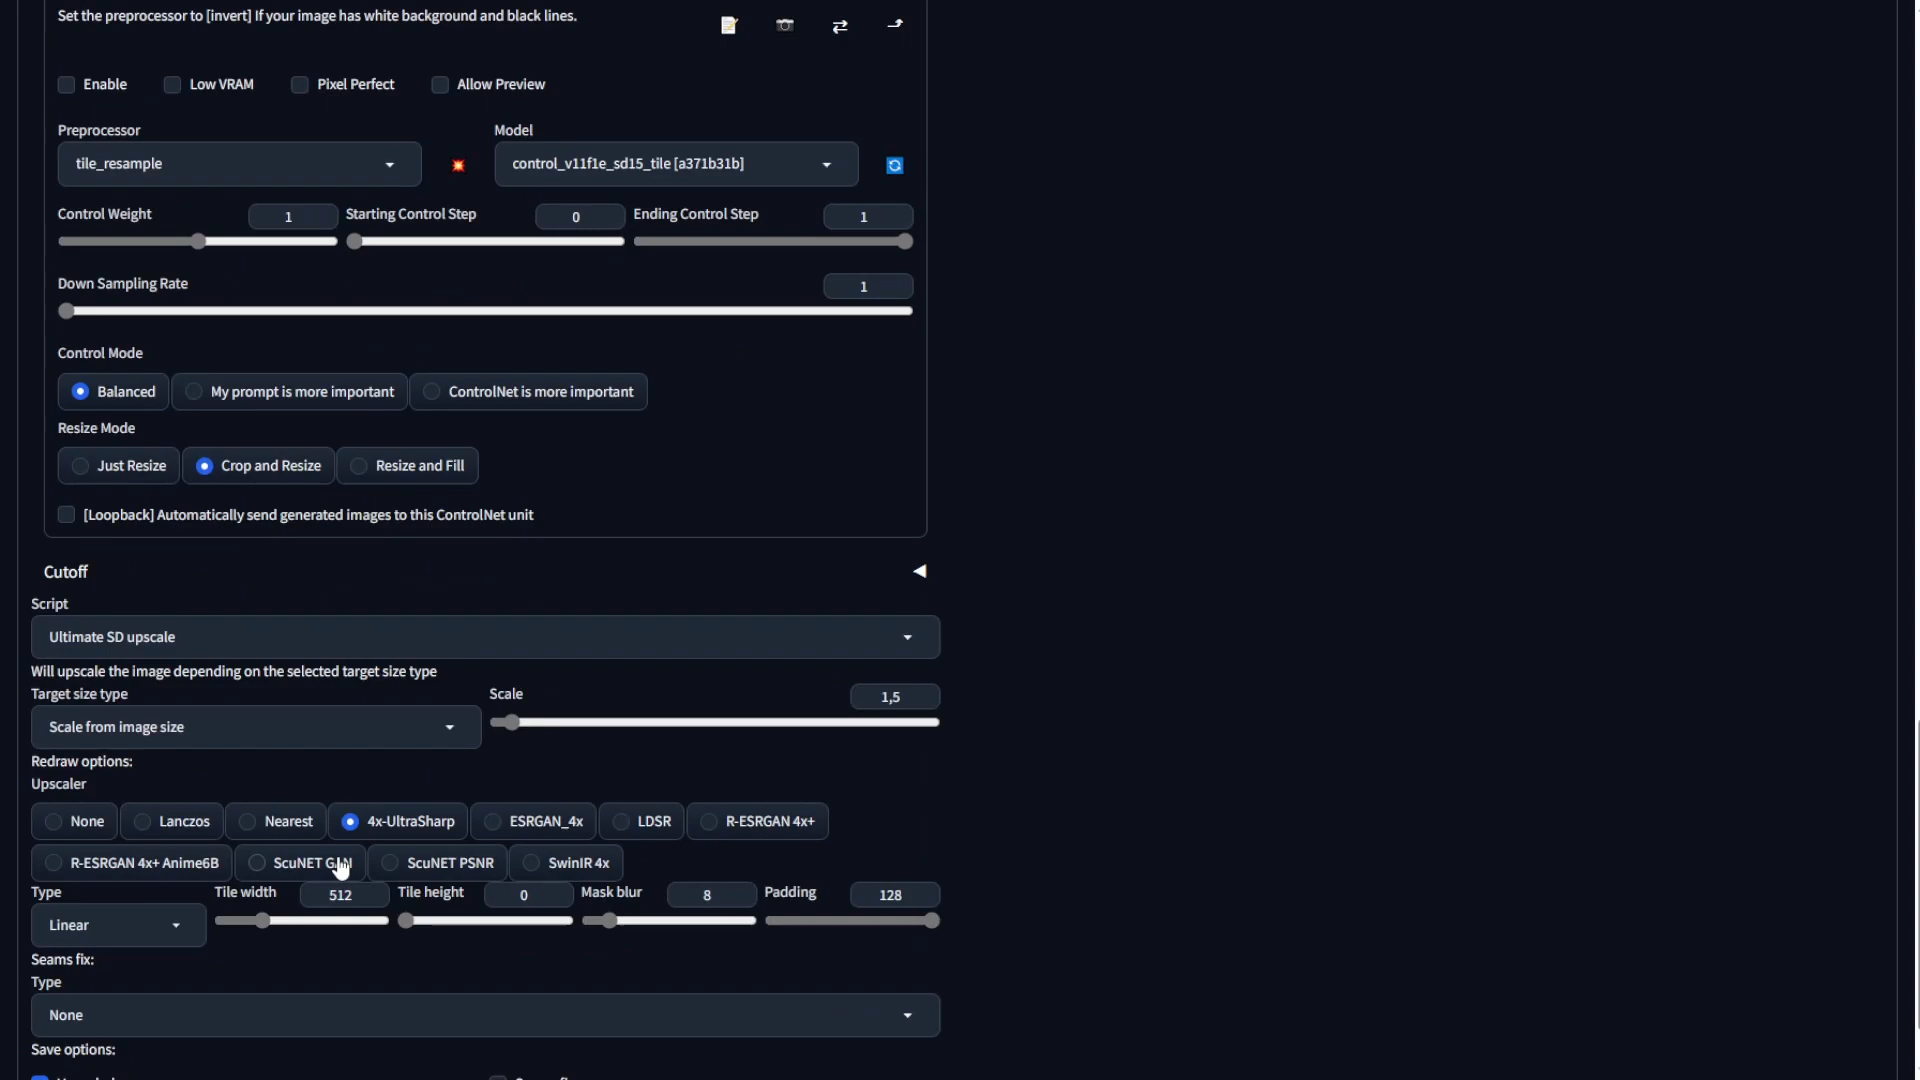 Set the preprocessor to [invert] If your image has white background and black lines.
Enable Low VRAM Pixel Perfect Allow Preview
Preprocessor Model
tile_resample control_v11f1e_sd15_tile [a371b31b]
Control Weight 1 Starting Control Step 0 Ending Control Step 1
Down Sampling Rate 1
Control Mode
Balanced My prompt is more important ControlNet is more important
Resize Mode
Just Resize Crop and Resize Resize and Fill
[Loopback] Automatically send generated images to this ControlNet unit
Cutoff
Script
Ultimate SD upscale
Will upscale the image depending on the selected target size type
Target size type Scale 1,5
Scale from image size
Redraw options:
Upscaler
None Lanczos Nearest 4x-UltraSharp ESRGAN_4x LDSR R-ESRGAN 4x+
R-ESRGAN 4x+ Anime6B ScuNET GAN ScuNET PSNR SwinIR 4x
Type Tile width 512 Tile height 0 Mask blur 8 Padding 128
Linear
Seams fix:
Type
None
Save options: